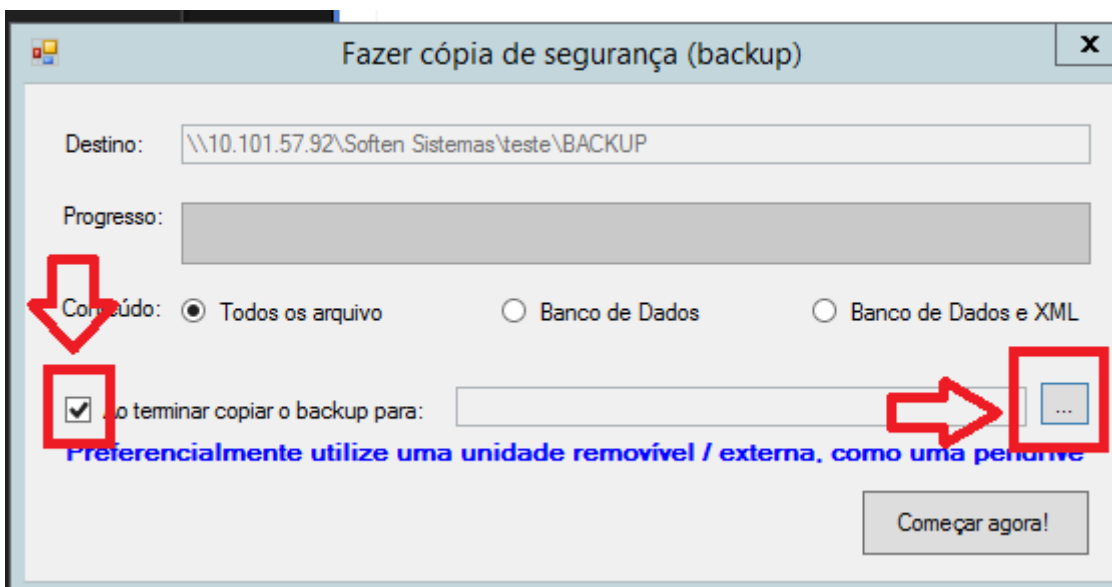 Fazer cópia de segurança (backup)
x
Destino: \\10.101.57.92\Soften Sistemas\teste\BACKUP
Progresso:
Conteúdo: Todos os arquivo Banco de Dados Banco de Dados e XML
Ao terminar copiar o backup para: ...
Preferencialmente utilize uma unidade removível / externa, como uma pendrive
Começar agora!